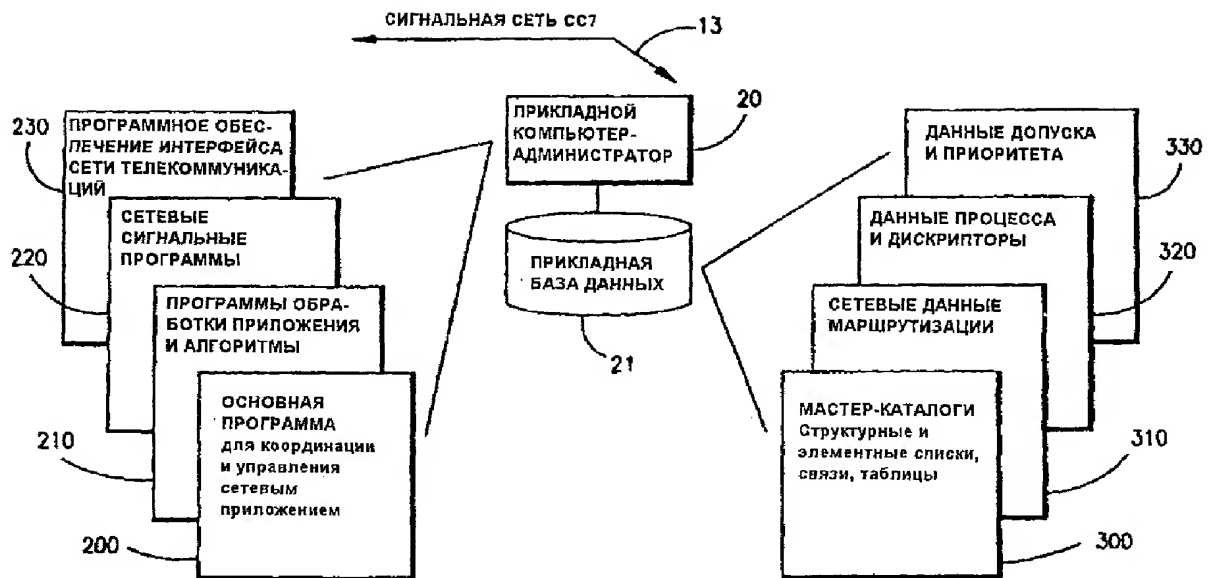 СИГНАЛЬНАЯ СЕТЬ СС7
13
ПРИКЛАДНОЙ
КОМПЬЮТЕР-
АДМИНИСТРАТОР
20
ПРИКЛАДНАЯ
БАЗА ДАННЫХ
21
230
ПРОГРАММНОЕ ОБЕС-
ЛЕЧЕНИЕ ИНТЕРФЕЙСА
СЕТИ ТЕЛЕКОММУНИКА-
ЦИЙ
220
СЕТЕВЫЕ
СИГНАЛЬНЫЕ
ПРОГРАММЫ
210
ПРОГРАММЫ ОБРА-
БОТКИ ПРИЛОЖЕНИЯ
И АЛГОРИТМЫ
200
ОСНОВНАЯ
ПРОГРАММА
для координации
и управления
сетевым
приложением
ДАННЫЕ ДОПУСКА
И ПРИОРИТЕТА
330
ДАННЫЕ ПРОЦЕССА
И ДИСКРИПТОРЫ
320
СЕТЕВЫЕ ДАННЫЕ
МАРШРУТИЗАЦИИ
310
МАСТЕР-КАТАЛОГИ
Структурные и
элементные списки,
связи, таблицы
300